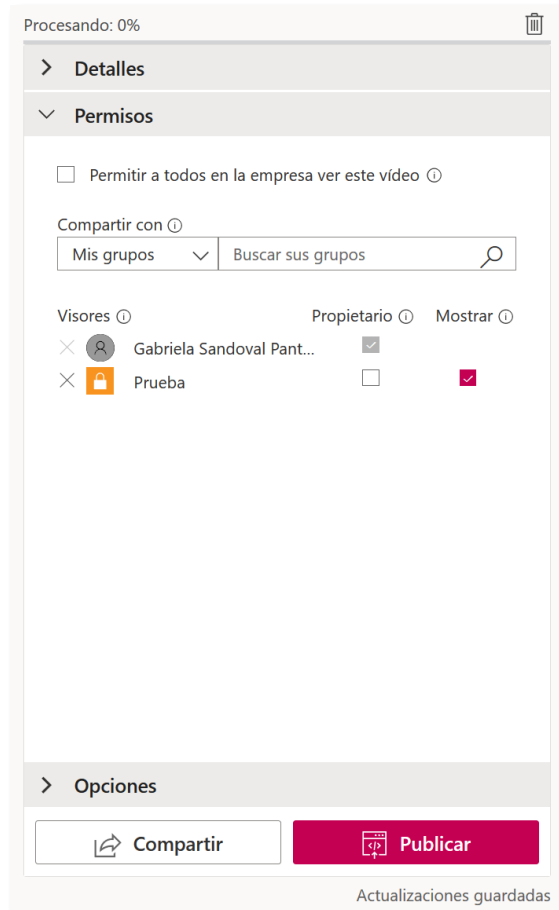 Procesando: 0%
Detalles
Permisos
Permitir a todos en la empresa ver este vídeo
Compartir con
Mis grupos Buscar sus grupos
Visores Propietario Mostrar
Gabriela Sandoval Pant...
Prueba
Opciones
Compartir Publicar
Actualizaciones guardadas